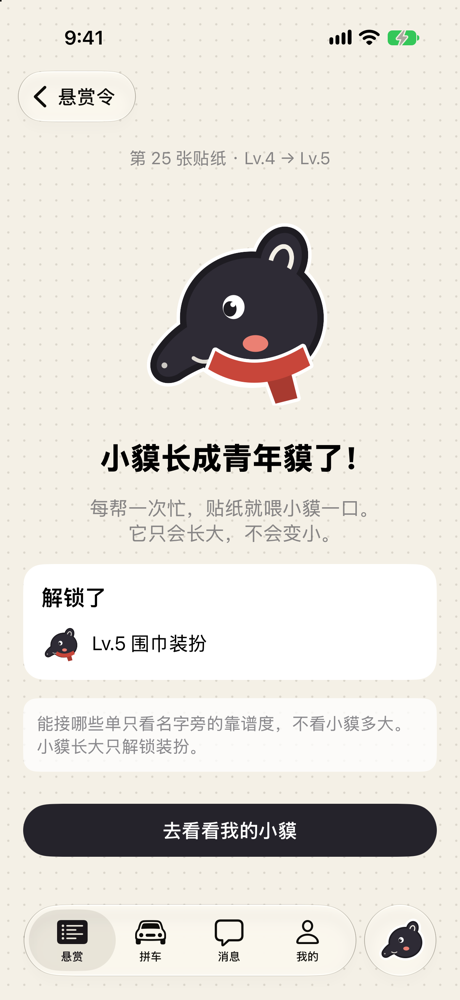 9:41
悬赏令
第 25 张贴纸 · Lv.4 → Lv.5
小貘长成青年貘了！
每帮一次忙，贴纸就喂小貘一口。
它只会长大，不会变小。
解锁了
Lv.5 围巾装扮
能接哪些单只看名字旁的靠谱度，不看小貘多大。
小貘长大只解锁装扮。
去看看我的小貘
悬赏
拼车
消息
我的